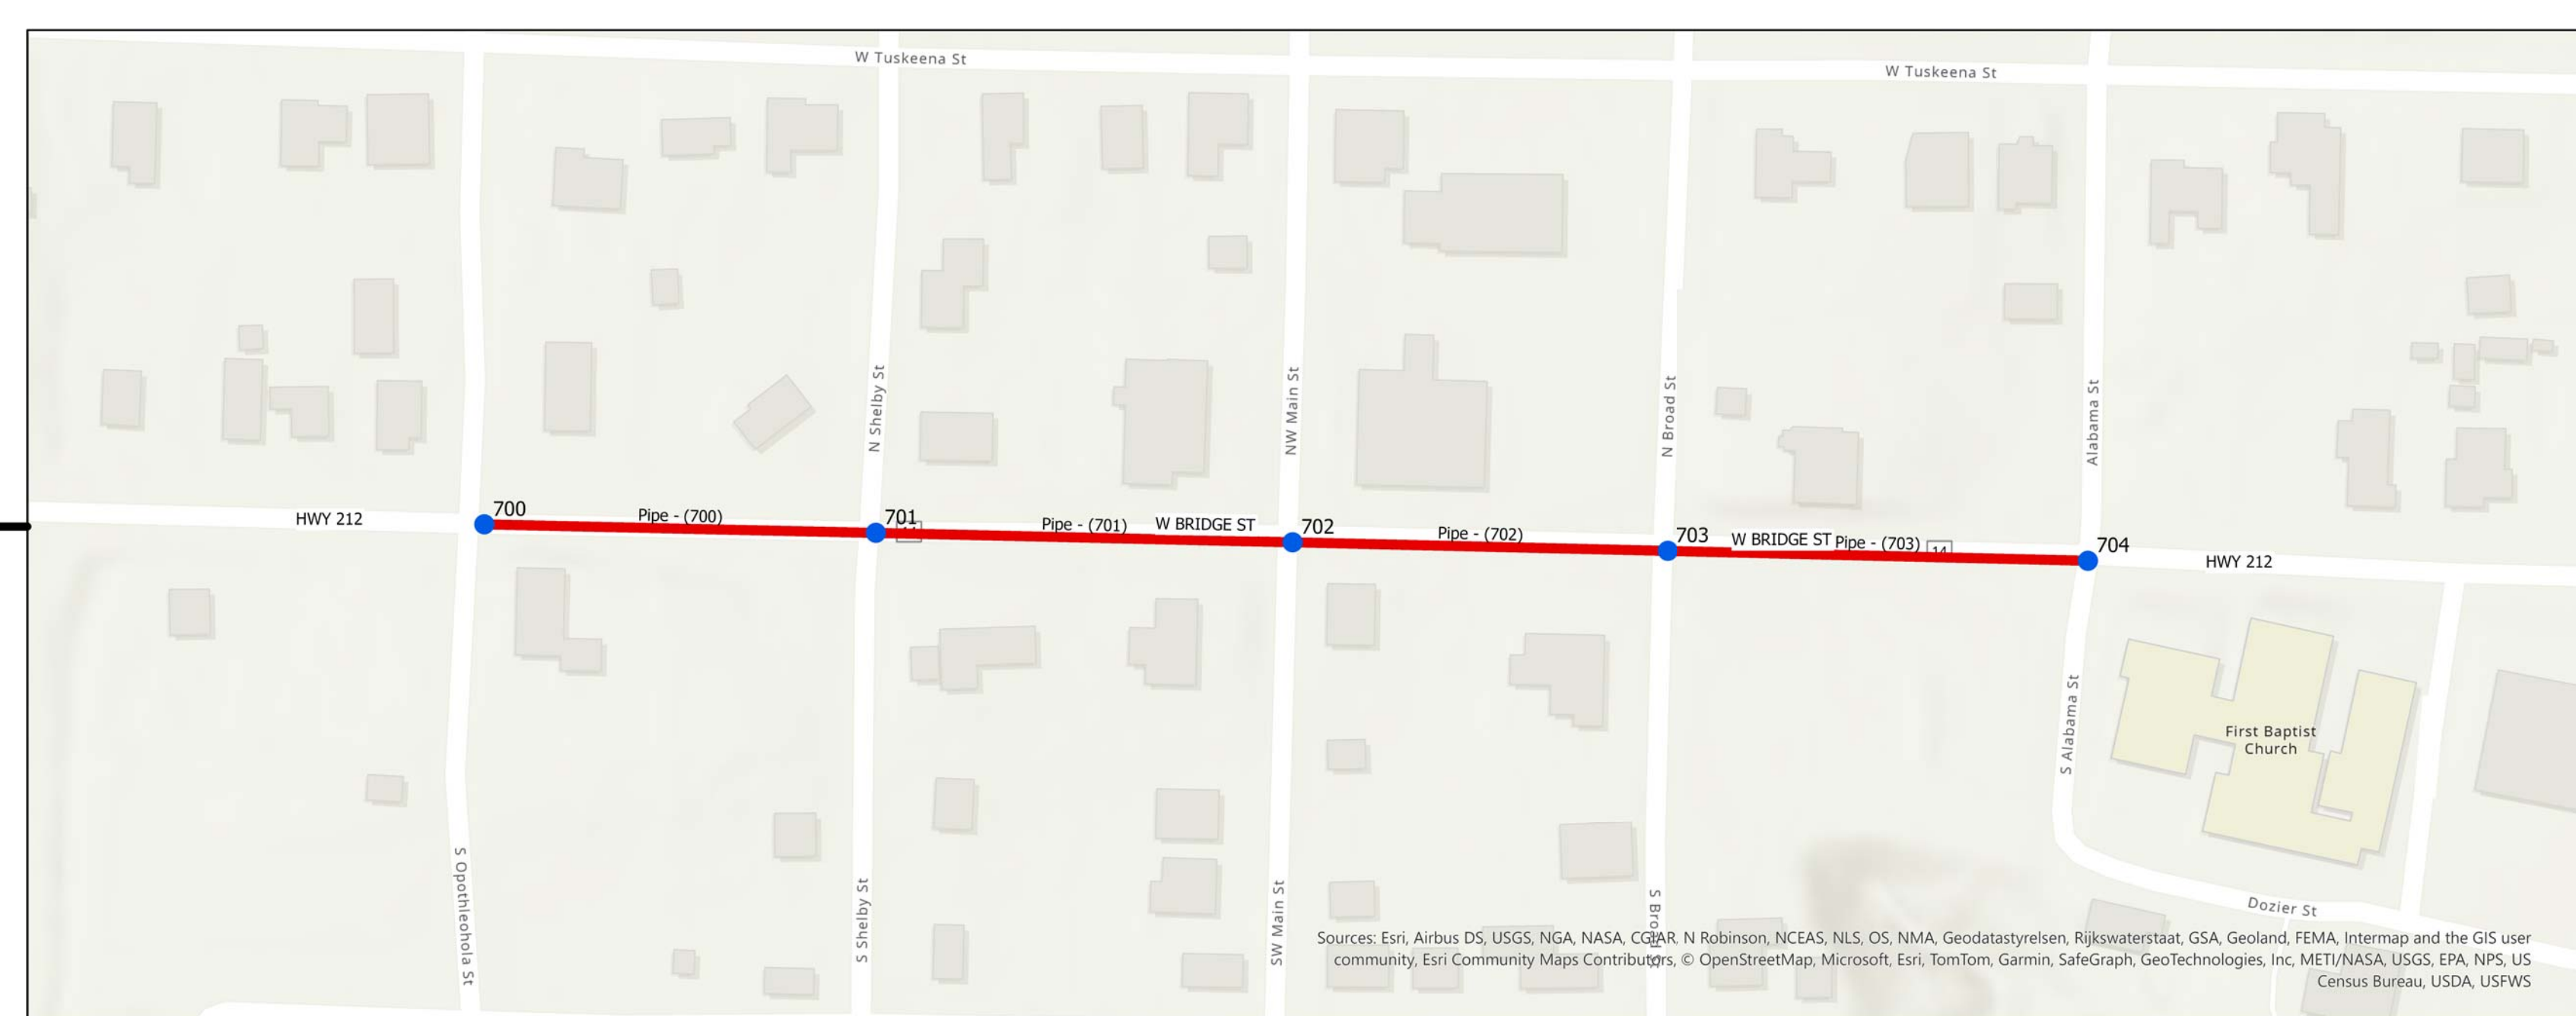 W Tuskeena St
W Tuskeena St
N Shelby St
NW Main St
N Broad St
Alabama St
HWY 212
700
Pipe - (700)
701
Pipe - (701)
W BRIDGE ST
702
Pipe - (702)
703
W BRIDGE ST
Pipe - (703)
14
704
HWY 212
S Alabama St
First Baptist
Church
S Opothleohola St
S Shelby St
SW Main St
Dozier St
Sources: Esri, Airbus DS, USGS, NGA, NASA, CGIAR, N Robinson, NCEAS, NLS, OS, NMA, Geodatastyrelsen, Rijkswaterstaat, GSA, Geoland, FEMA, Intermap and the GIS user
community, Esri Community Maps Contributors, © OpenStreetMap, Microsoft, Esri, TomTom, Garmin, SafeGraph, GeoTechnologies, Inc, METI/NASA, USGS, EPA, NPS, US
Census Bureau, USDA, USFWS